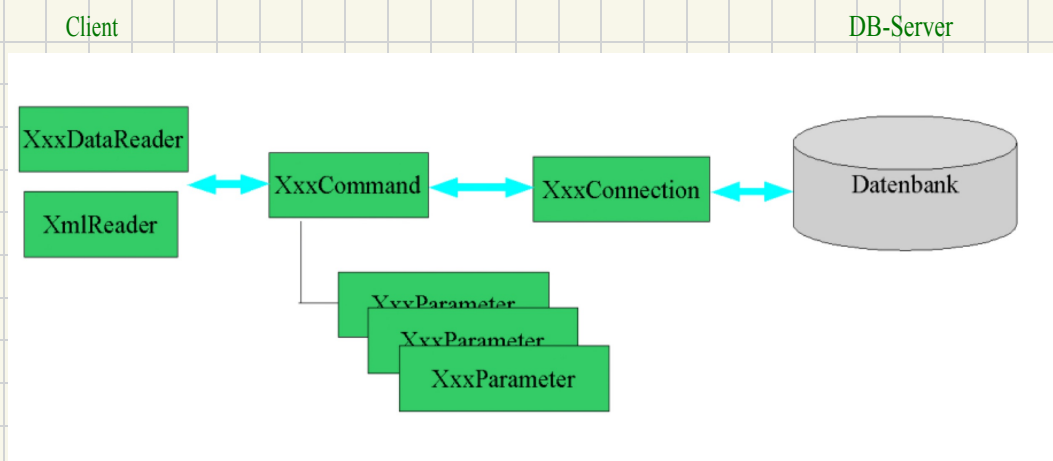 Client
DB-Server
XxxDataReader
XmlReader
XxxCommand
XxxConnection
Datenbank
XxxParameter
XxxParameter
XxxParameter